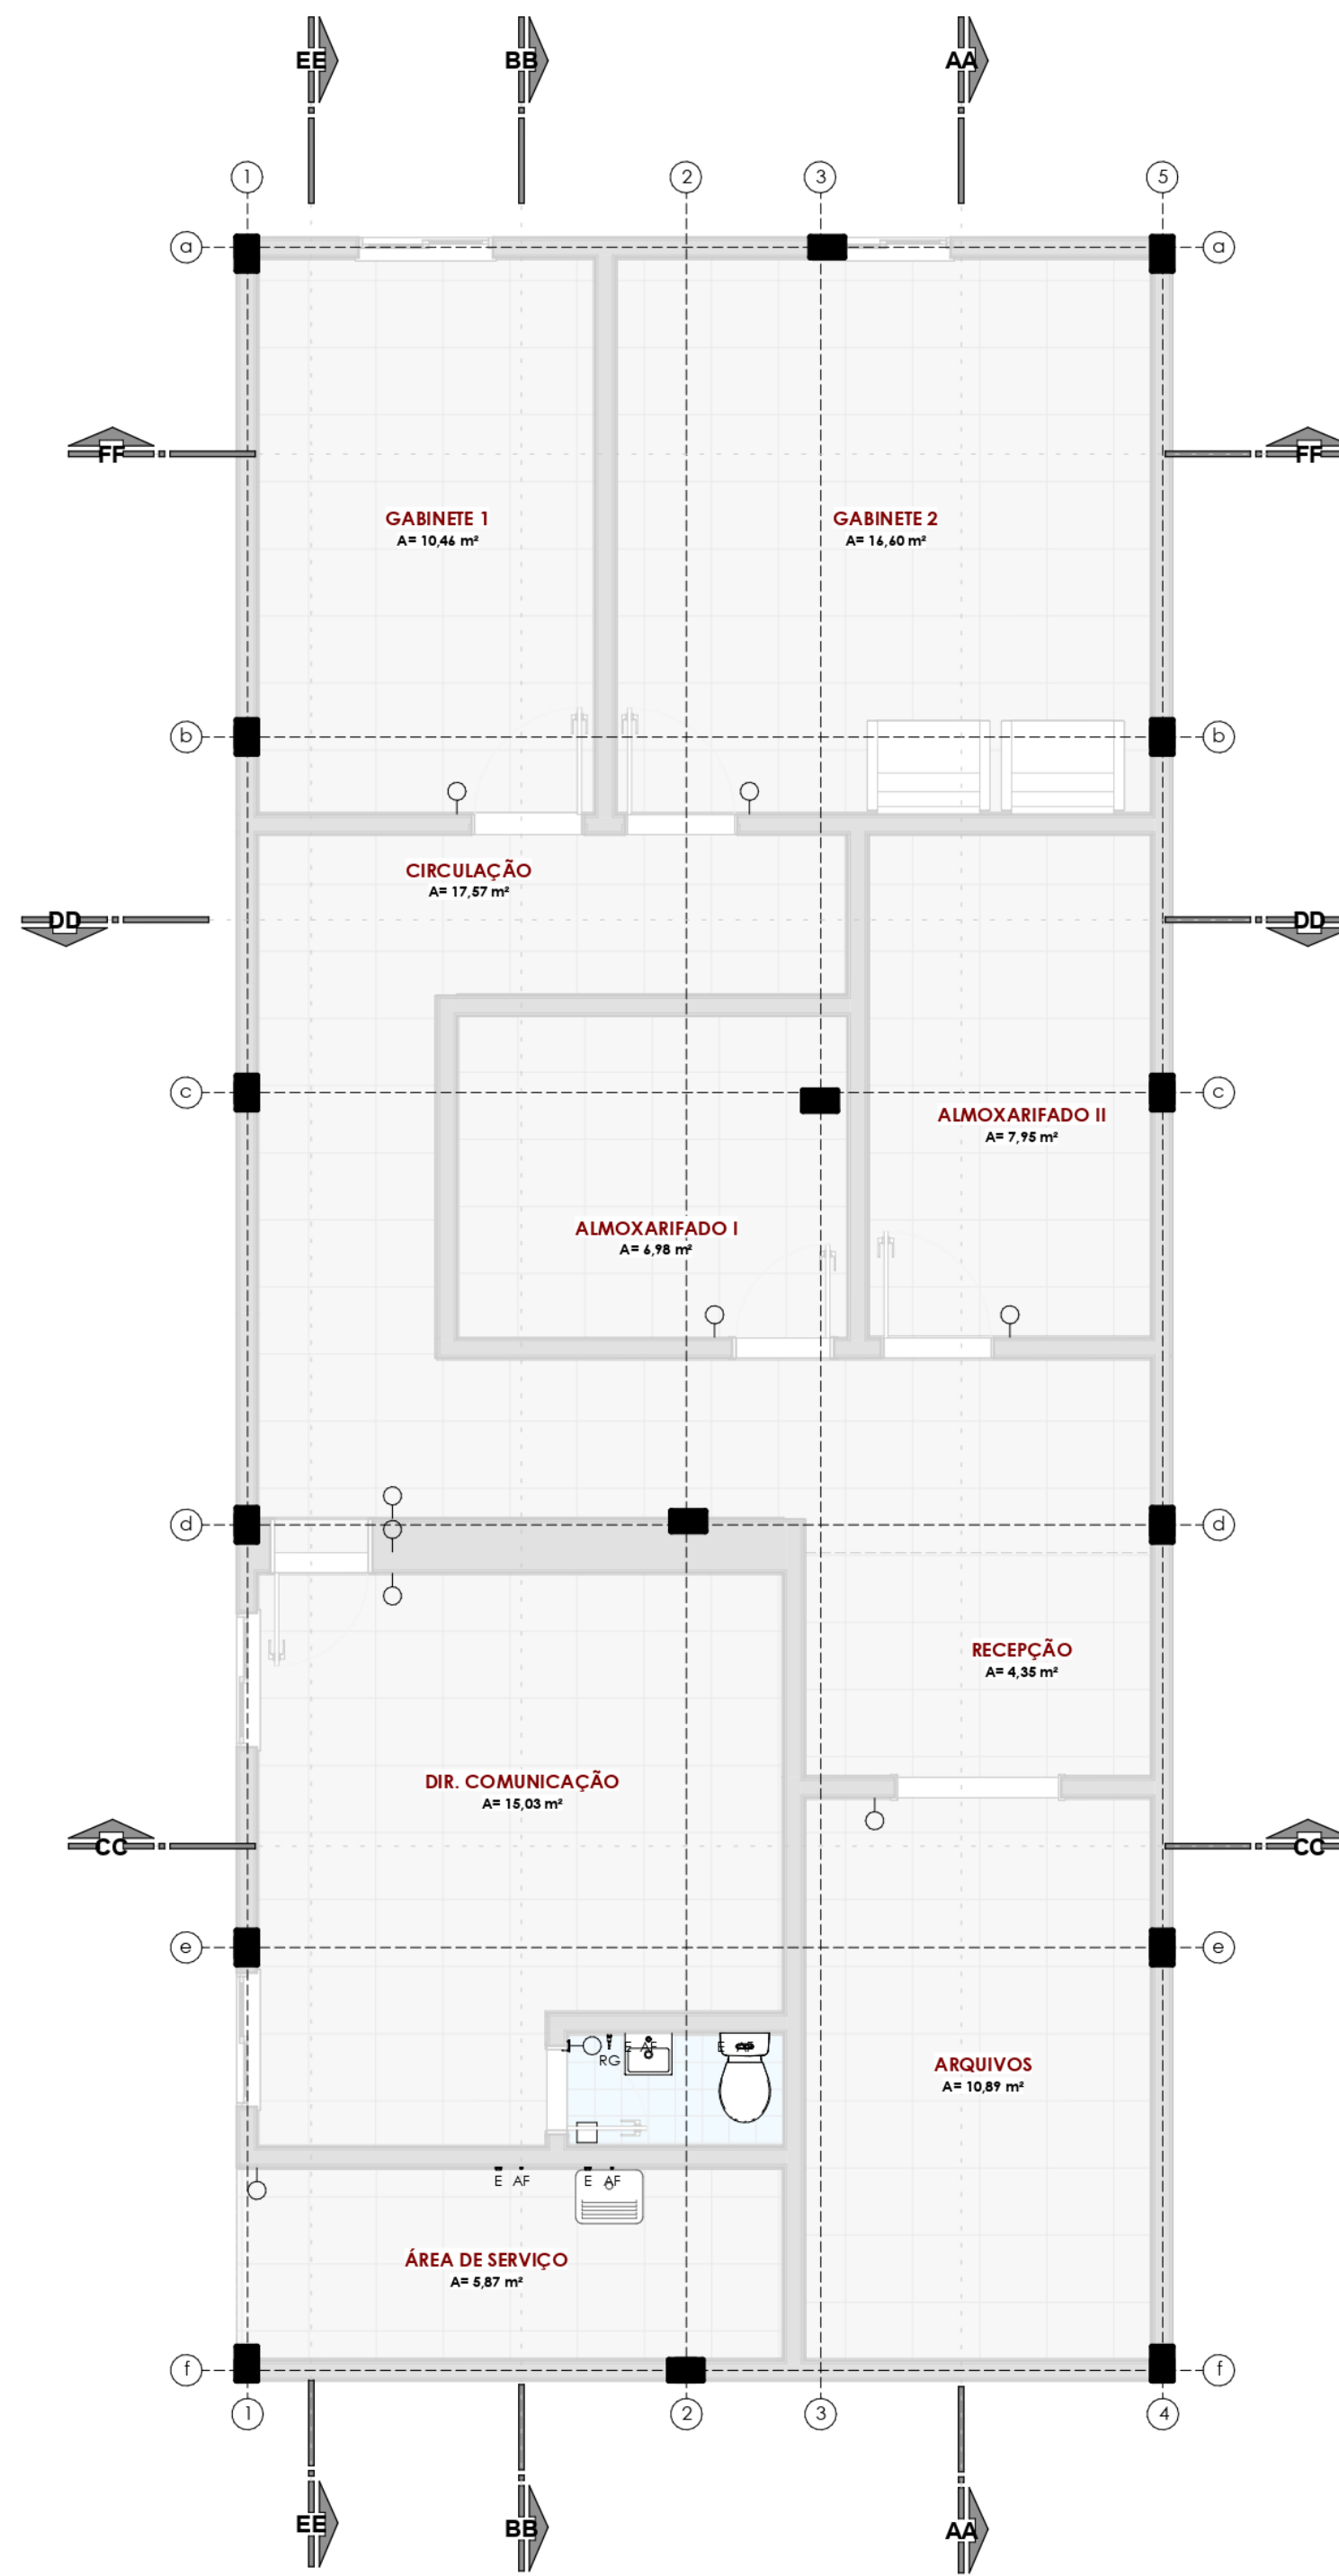 EE
BB
AA
1
2
3
5
a
a
FF
FF
GABINETE 1
A= 10,46 m²
GABINETE 2
A= 16,60 m²
b
b
CIRCULAÇÃO
A= 17,57 m²
DD
DD
c
c
ALMOXARIFADO II
A= 7,95 m²
ALMOXARIFADO I
A= 6,98 m²
d
d
RECEPÇÃO
A= 4,35 m²
DIR. COMUNICAÇÃO
A= 15,03 m²
CC
CC
e
e
E AF
E AF
RG
ARQUIVOS
A= 10,89 m²
E AF
E AF
ÁREA DE SERVIÇO
A= 5,87 m²
f
f
1
2
3
4
EE
BB
AA